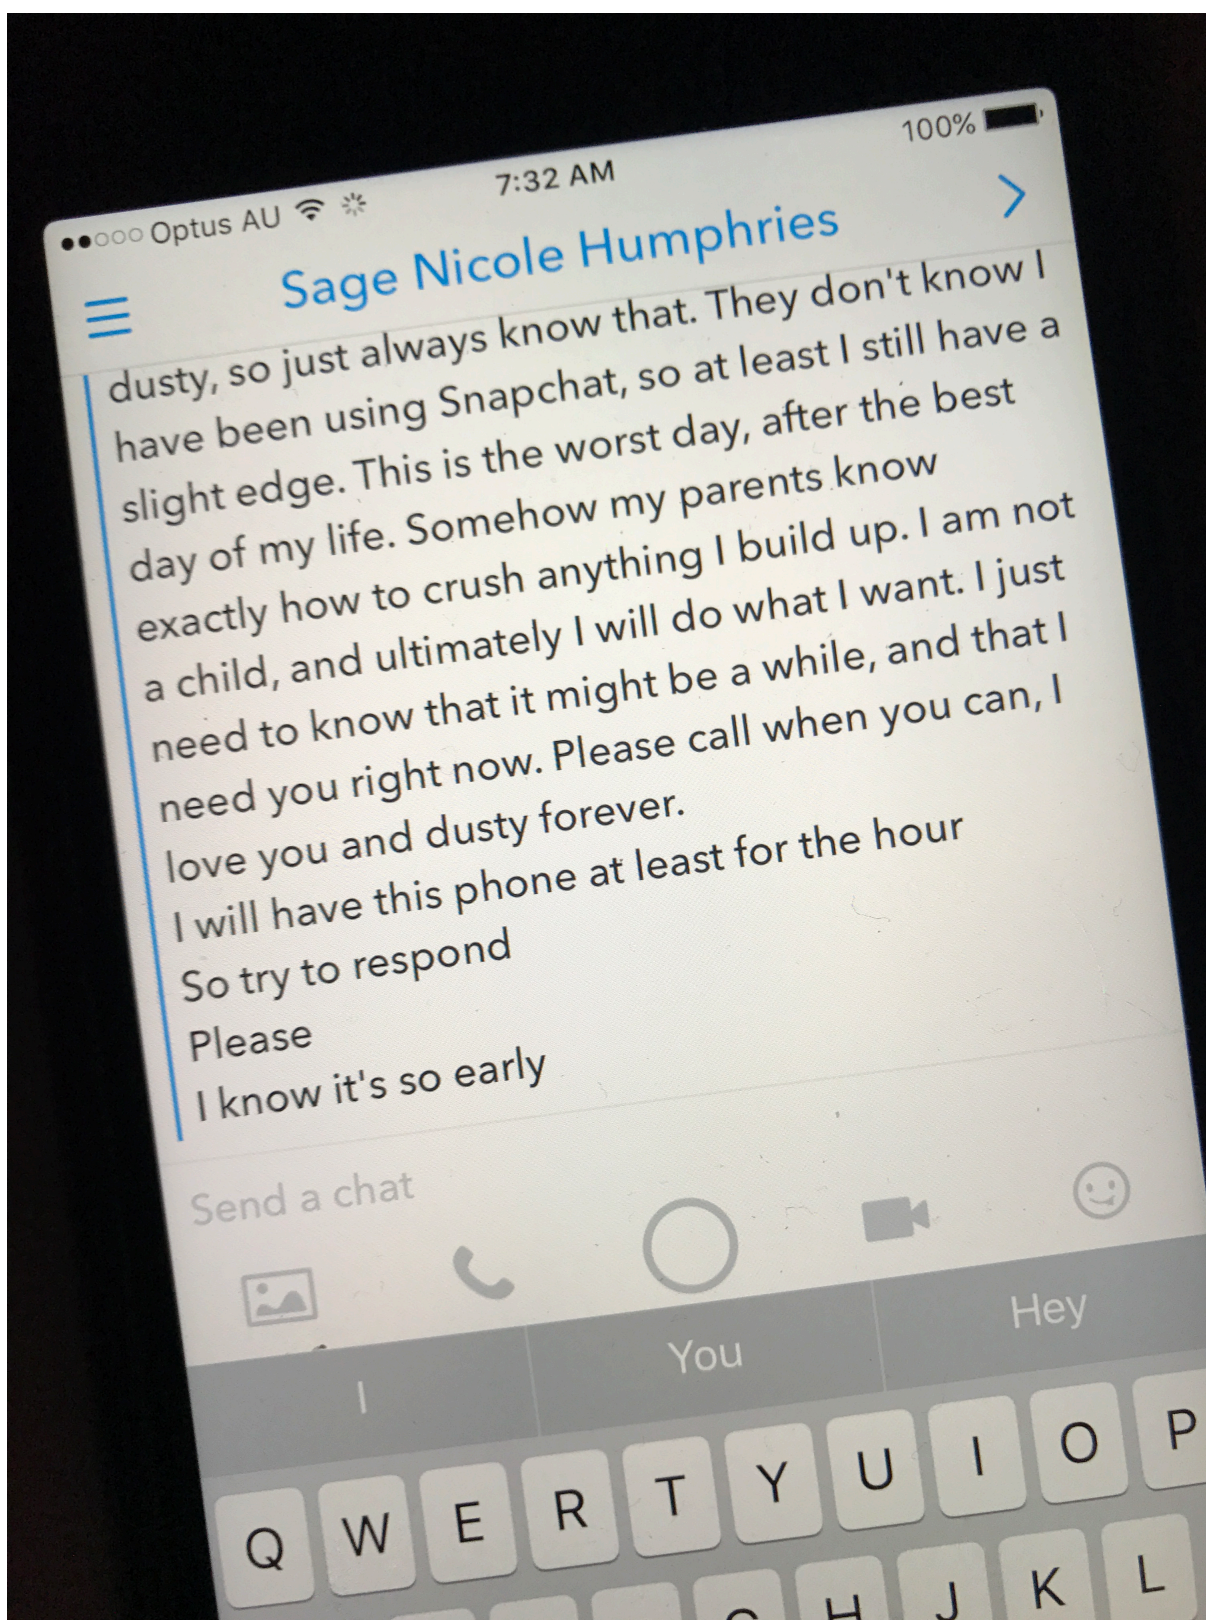 100%
7:32 AM
Optus AU
Sage Nicole Humphries
dusty, so just always know that. They don't know I
have been using Snapchat, so at least I still have a
slight edge. This is the worst day, after the best
day of my life. Somehow my parents know
exactly how to crush anything I build up. I am not
a child, and ultimately I will do what I want. I just
need to know that it might be a while, and that I
need you right now. Please call when you can, I
love you and dusty forever.
I will have this phone at least for the hour
So try to respond
Please
I know it's so early
Send a chat
I You Hey
Q W E R T Y U I O P
H J K L